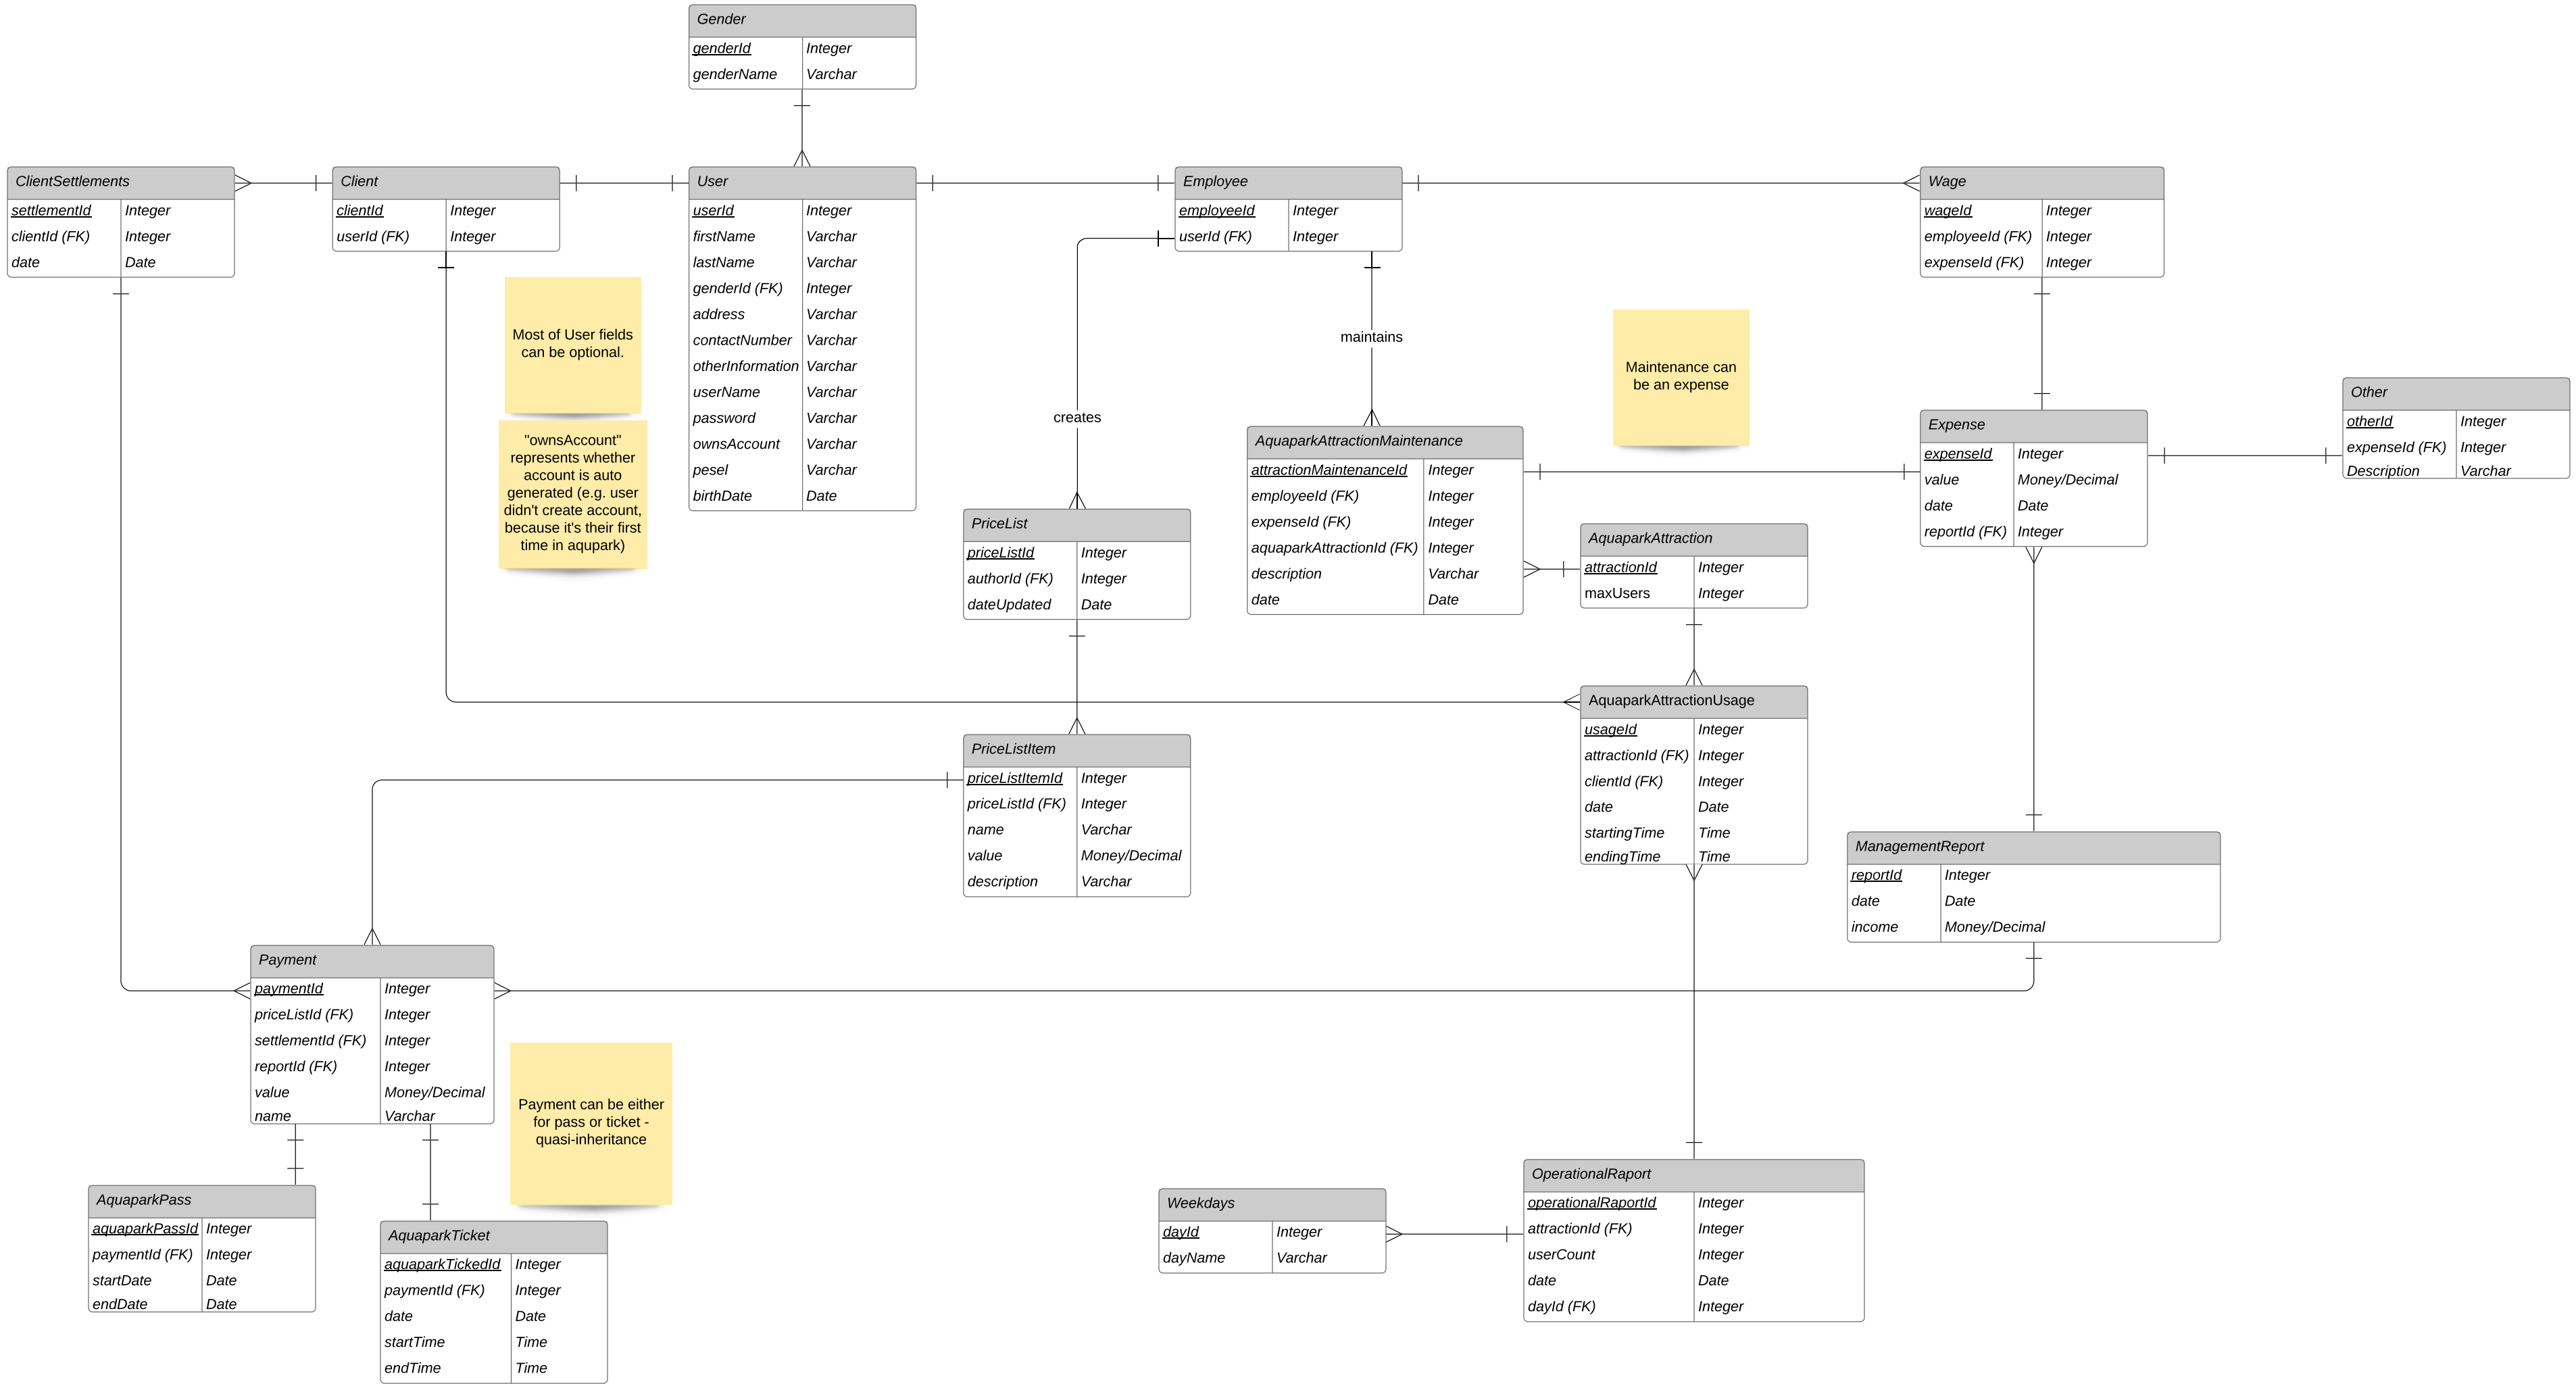 Gender
genderId Integer
genderName Varchar
ClientSettlements
settlementId Integer
clientId (FK) Integer
date Date
Client
clientId Integer
userId (FK) Integer
User
userId Integer
firstName Varchar
lastName Varchar
genderId (FK) Integer
address Varchar
contactNumber Varchar
otherInformation Varchar
userName Varchar
password Varchar
ownsAccount Varchar
pesel Varchar
birthDate Date
Employee
employeeId Integer
userId (FK) Integer
Wage
wageId Integer
employeeId (FK) Integer
expenseId (FK) Integer
Most of User fields
can be optional.
"ownsAccount"
represents whether
account is auto
generated (e.g. user
didn't create account,
because it's their first
time in aqupark)
creates
maintains
Maintenance can
be an expense
Other
otherId Integer
expenseId (FK) Integer
Description Varchar
Expense
expenseId Integer
value Money/Decimal
date Date
reportId (FK) Integer
AquaparkAttractionMaintenance
attractionMaintenanceId Integer
employeeId (FK) Integer
expenseId (FK) Integer
aquaparkAttractionId (FK) Integer
description Varchar
date Date
PriceList
priceListId Integer
authorId (FK) Integer
dateUpdated Date
AquaparkAttraction
attractionId Integer
maxUsers Integer
AquaparkAttractionUsage
usageId Integer
attractionId (FK) Integer
clientId (FK) Integer
date Date
startingTime Time
endingTime Time
PriceListItem
priceListItemId Integer
priceListId (FK) Integer
name Varchar
value Money/Decimal
description Varchar
ManagementReport
reportId Integer
date Date
income Money/Decimal
Payment
paymentId Integer
priceListId (FK) Integer
settlementId (FK) Integer
reportId (FK) Integer
value Money/Decimal
name Varchar
Payment can be either
for pass or ticket -
quasi-inheritance
AquaparkPass
aquaparkPassId Integer
paymentId (FK) Integer
startDate Date
endDate Date
AquaparkTicket
aquaparkTickedId Integer
paymentId (FK) Integer
date Date
startTime Time
endTime Time
Weekdays
dayId Integer
dayName Varchar
OperationalRaport
operationalRaportId Integer
attractionId (FK) Integer
userCount Integer
date Date
dayId (FK) Integer